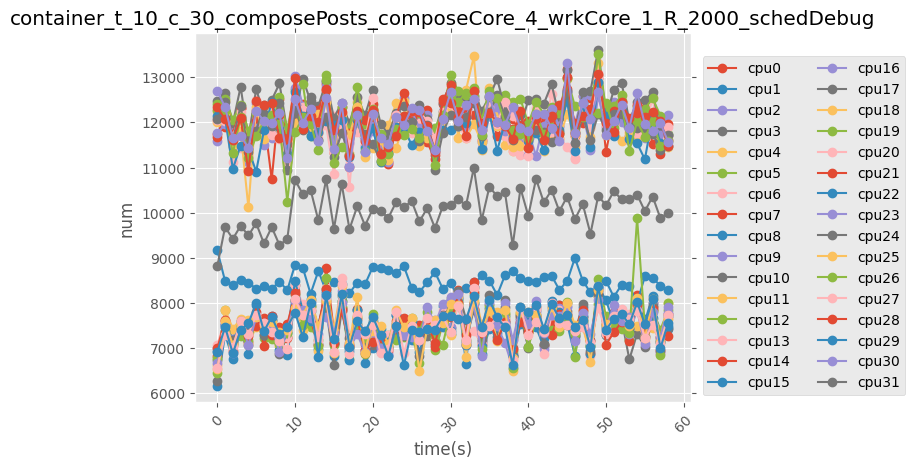 container_t_10_c_30_composePosts_composeCore_4_wrkCore_1_R_2000_schedDebug
num
13000
12000
11000
10000
9000
8000
7000
6000
0 10 20 30 40 50 60
time(s)
cpu0 cpu16
cpu1 cpu17
cpu2 cpu18
cpu3 cpu19
cpu4 cpu20
cpu5 cpu21
cpu6 cpu22
cpu7 cpu23
cpu8 cpu24
cpu9 cpu25
cpu10 cpu26
cpu11 cpu27
cpu12 cpu28
cpu13 cpu29
cpu14 cpu30
cpu15 cpu31